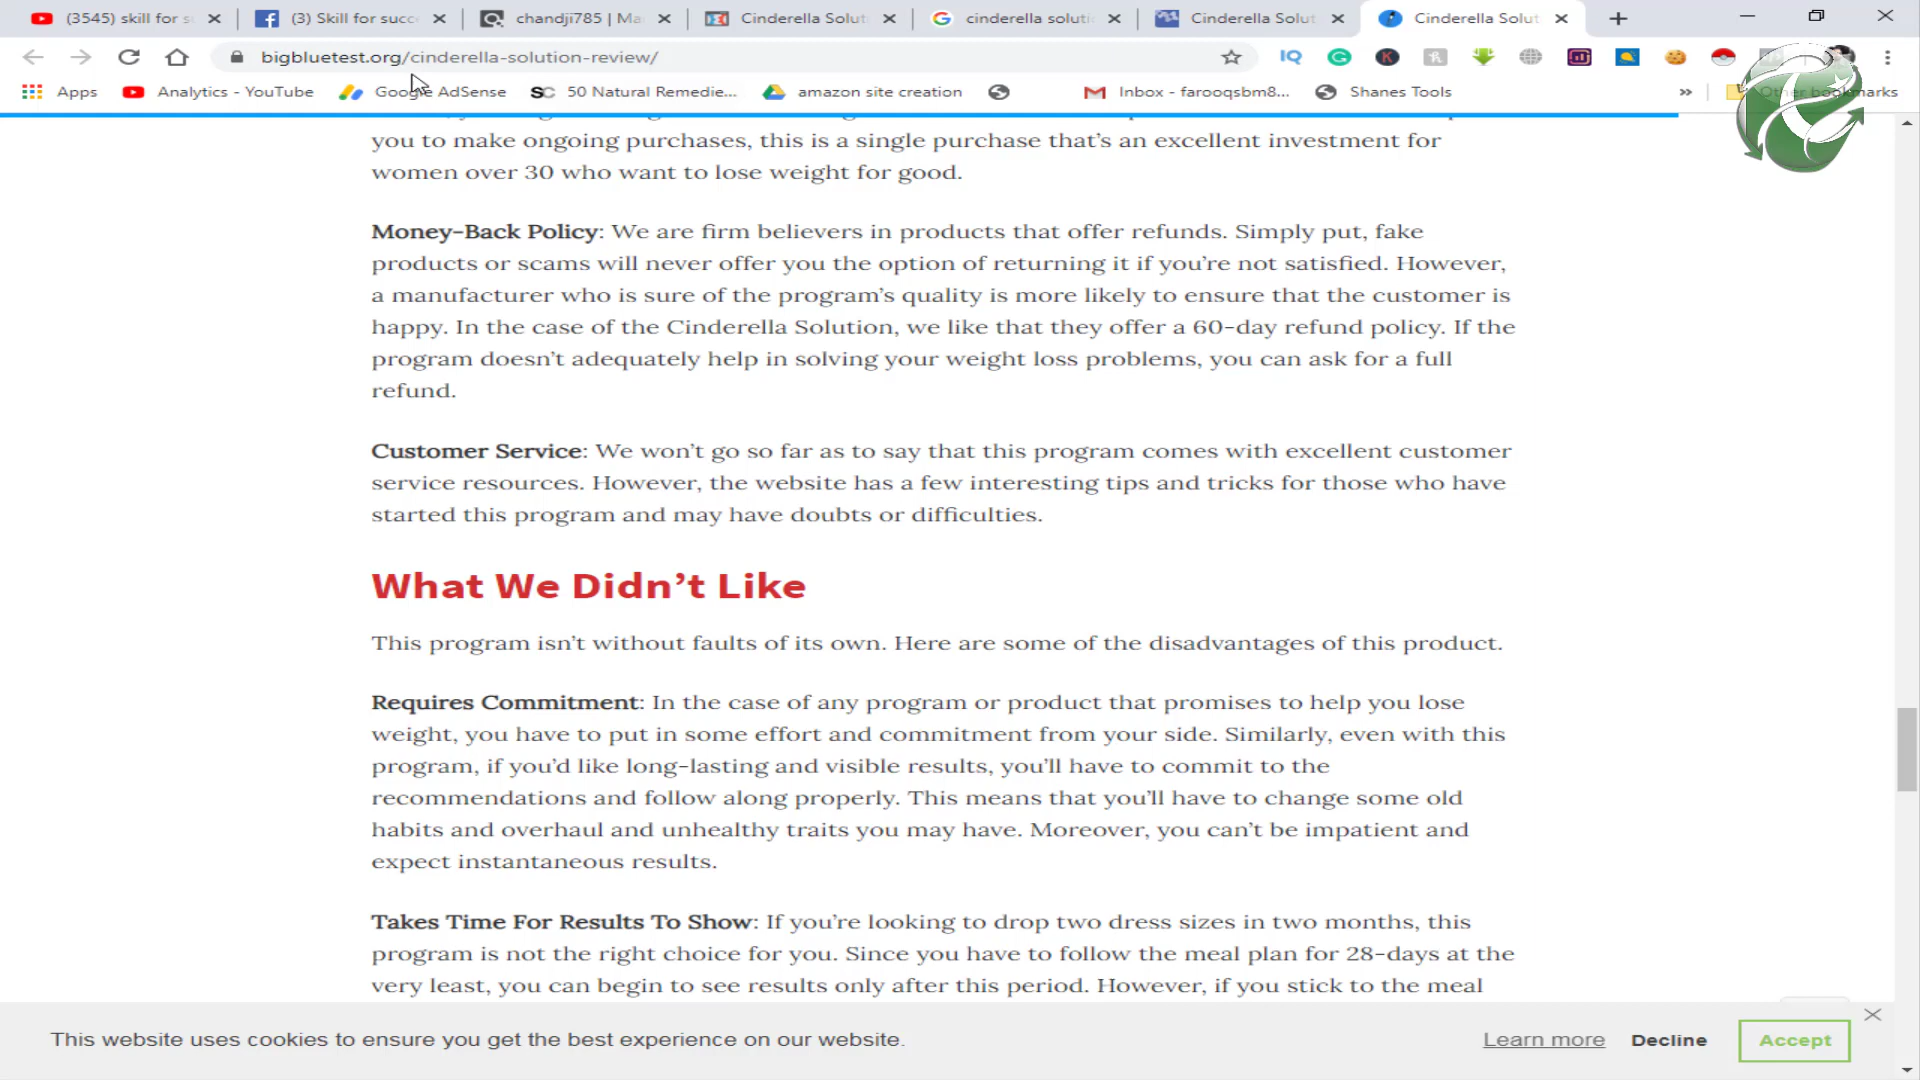 (3545) skill for s
(3) Skill for succe
chandji785 | Ma
Cinderella Solut
cinderella soluti
Cinderella Solut
Cinderella Solut
bigbluetest.org/cinderella-solution-review/
Apps
Analytics - YouTube
Google AdSense
50 Natural Remedie...
amazon site creation
Inbox - farooqsbm8...
Shanes Tools
»
Other bookmarks
you to make ongoing purchases, this is a single purchase that's an excellent investment for
women over 30 who want to lose weight for good.
Money-Back Policy: We are firm believers in products that offer refunds. Simply put, fake
products or scams will never offer you the option of returning it if you're not satisfied. However,
a manufacturer who is sure of the program's quality is more likely to ensure that the customer is
happy. In the case of the Cinderella Solution, we like that they offer a 60-day refund policy. If the
program doesn't adequately help in solving your weight loss problems, you can ask for a full
refund.
Customer Service: We won't go so far as to say that this program comes with excellent customer
service resources. However, the website has a few interesting tips and tricks for those who have
started this program and may have doubts or difficulties.
What We Didn't Like
This program isn't without faults of its own. Here are some of the disadvantages of this product.
Requires Commitment: In the case of any program or product that promises to help you lose
weight, you have to put in some effort and commitment from your side. Similarly, even with this
program, if you'd like long-lasting and visible results, you'll have to commit to the
recommendations and follow along properly. This means that you'll have to change some old
habits and overhaul and unhealthy traits you may have. Moreover, you can't be impatient and
expect instantaneous results.
Takes Time For Results To Show: If you're looking to drop two dress sizes in two months, this
program is not the right choice for you. Since you have to follow the meal plan for 28-days at the
very least, you can begin to see results only after this period. However, if you stick to the meal
This website uses cookies to ensure you get the best experience on our website.
Learn more
Decline
Accept